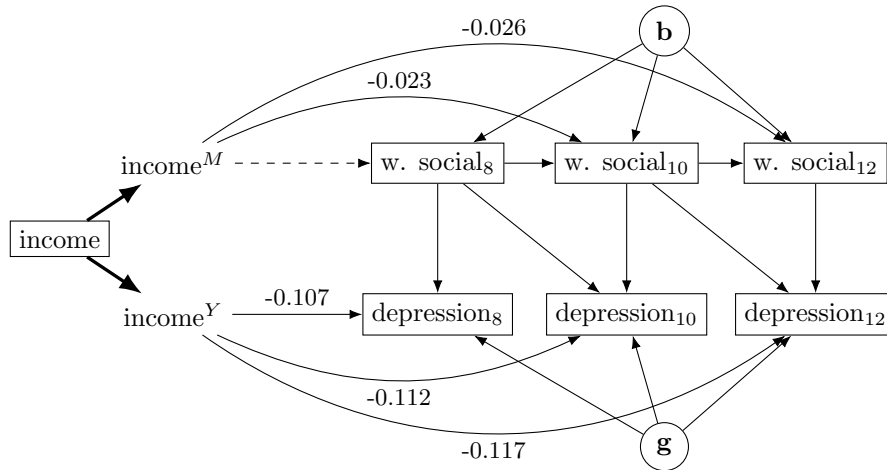 b
-0.026
-0.023
income^M
w. social_8
w. social_10
w. social_12
income
income^Y
-0.107
depression_8
depression_10
depression_12
-0.112
-0.117
g